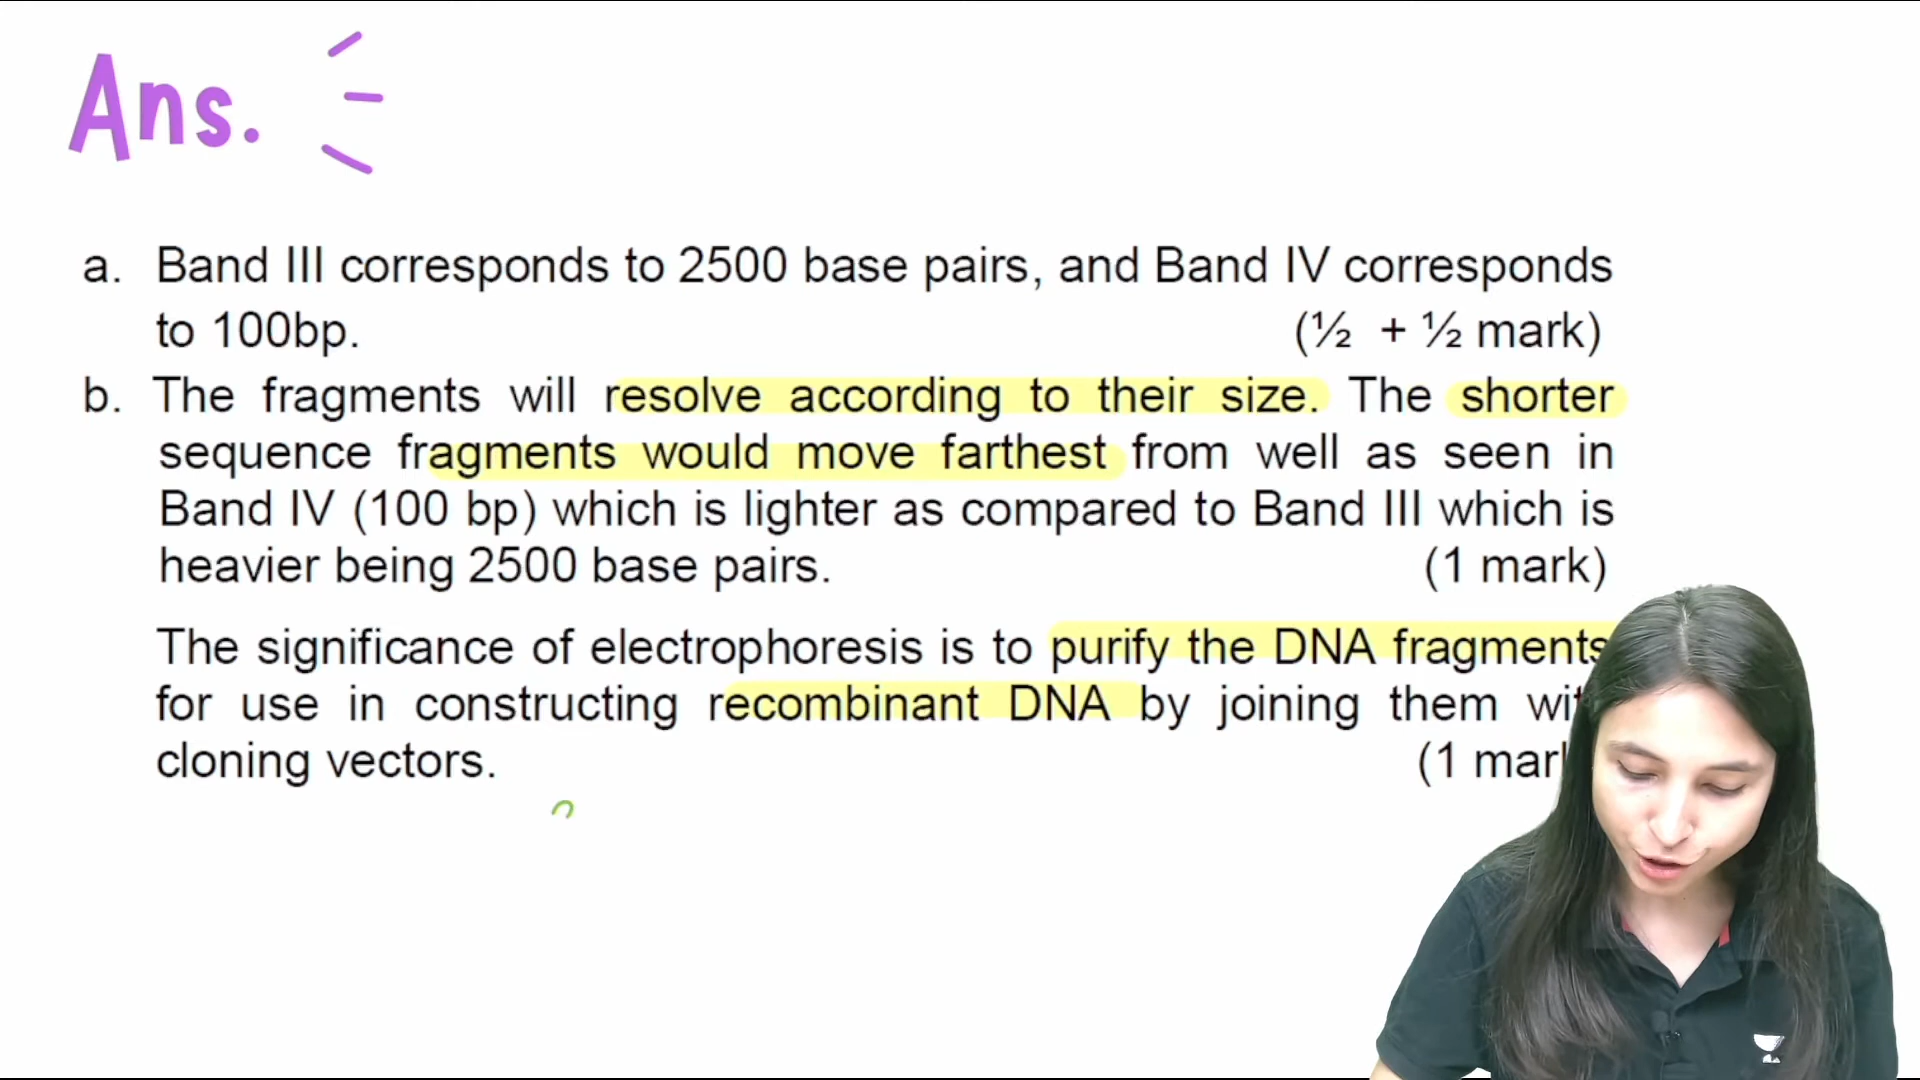 Ans.
a. Band III corresponds to 2500 base pairs, and Band IV corresponds
to 100bp. (½ + ½ mark)
b. The fragments will resolve according to their size. The shorter
sequence fragments would move farthest from well as seen in
Band IV (100 bp) which is lighter as compared to Band III which is
heavier being 2500 base pairs. (1 mark)
The significance of electrophoresis is to purify the DNA fragments
for use in constructing recombinant DNA by joining them
cloning vectors. (1